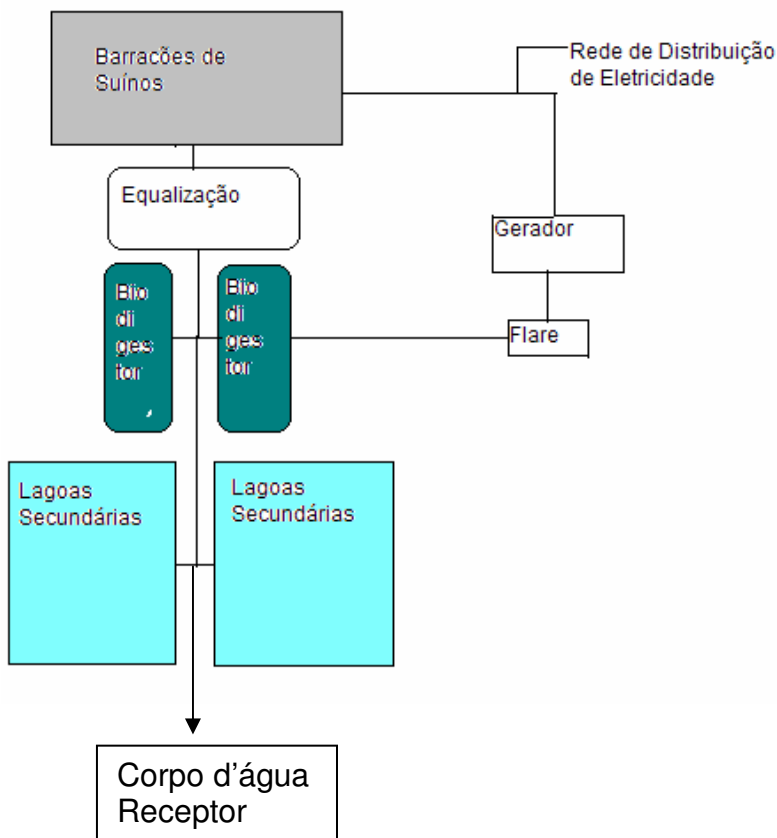 Barracões de
Suínos
Rede de Distribuição
de Eletricidade
Equalização
Gerador
Bio
di
ges
tor
Bio
di
ges
tor
Flare
Lagoas
Secundárias
Lagoas
Secundárias
Corpo d'água
Receptor